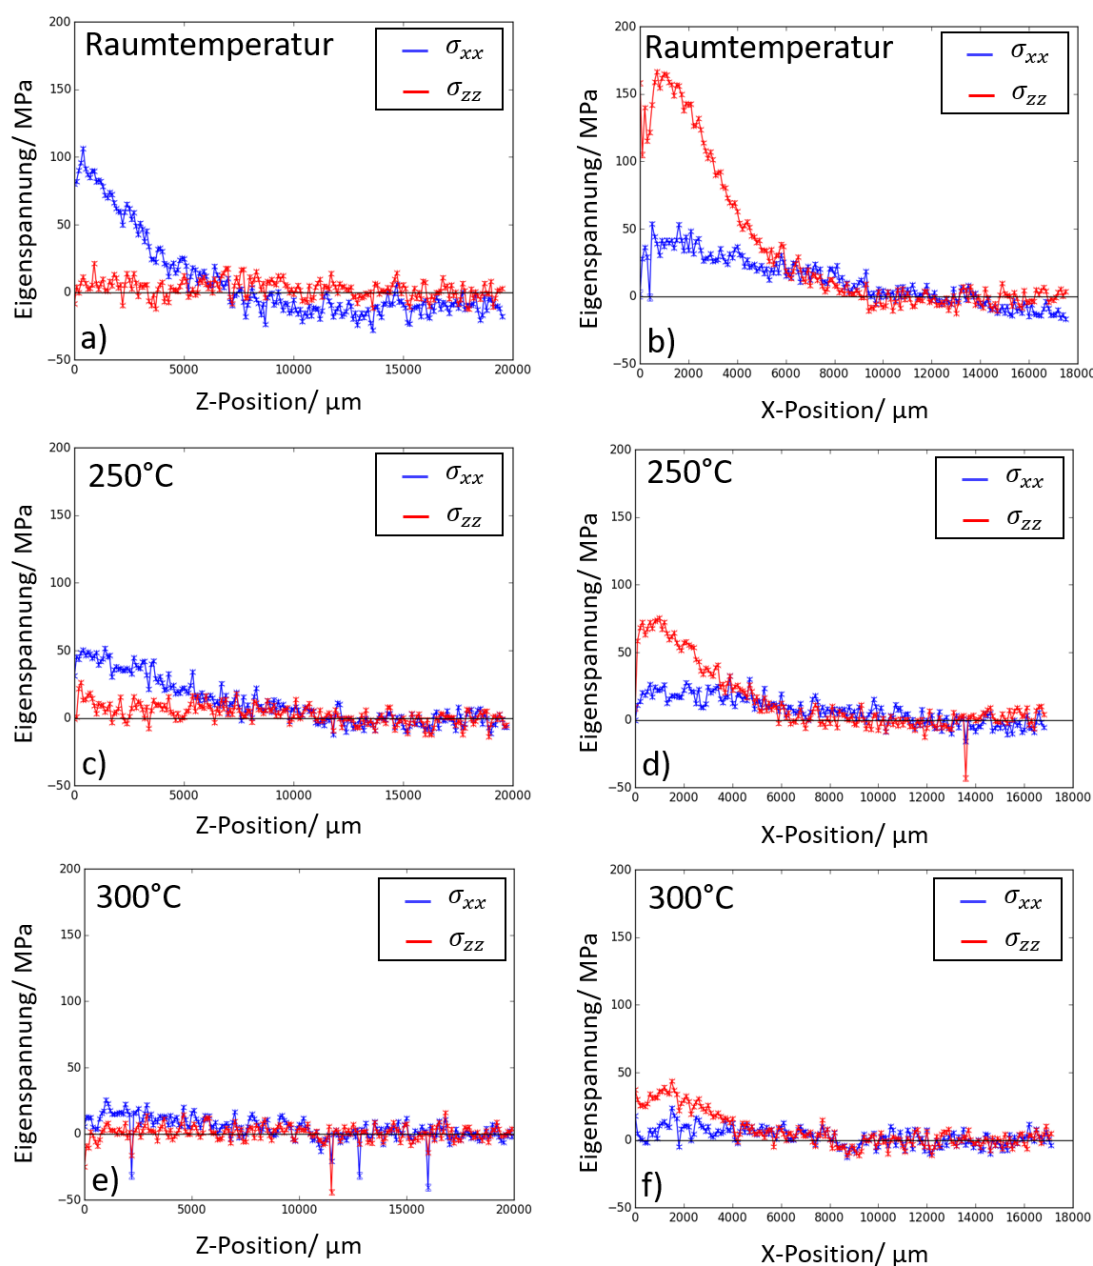 Raumtemperatur
σxx
σzz
Eigenspannung/ MPa
200
150
100
50
0
−50
a)
0 5000 10000 15000 20000
Z-Position/ μm
Raumtemperatur
σxx
σzz
Eigenspannung/ MPa
200
150
100
50
0
−50
b)
0 2000 4000 6000 8000 10000 12000 14000 16000 18000
X-Position/ μm
250°C
σxx
σzz
Eigenspannung/ MPa
200
150
100
50
0
−50
c)
0 5000 10000 15000 20000
Z-Position/ μm
250°C
σxx
σzz
Eigenspannung/ MPa
200
150
100
50
0
−50
d)
0 2000 4000 6000 8000 10000 12000 14000 16000 18000
X-Position/ μm
300°C
σxx
σzz
Eigenspannung/ MPa
200
150
100
50
0
−50
e)
0 5000 10000 15000 20000
Z-Position/ μm
300°C
σxx
σzz
Eigenspannung/ MPa
200
150
100
50
0
−50
f)
0 2000 4000 6000 8000 10000 12000 14000 16000 18000
X-Position/ μm